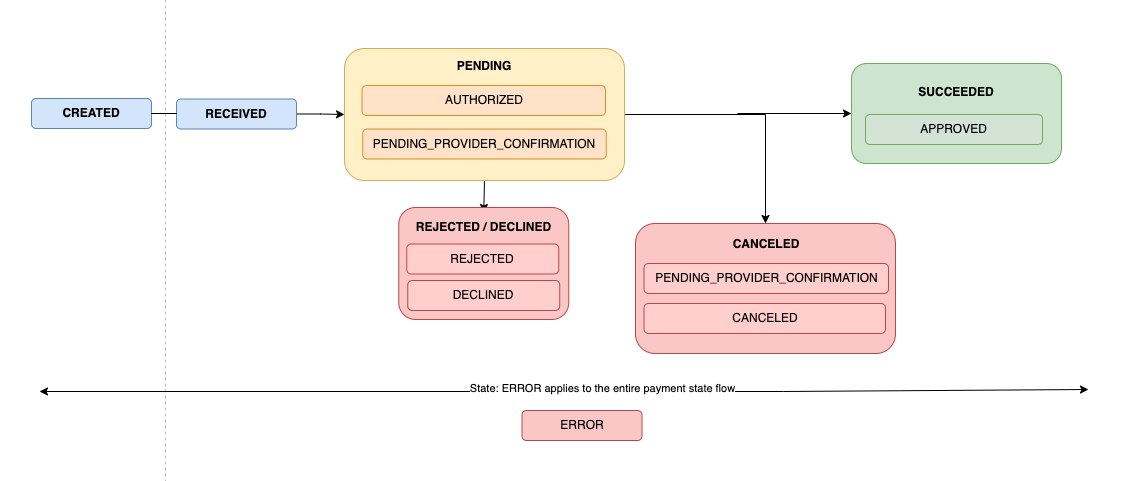 CREATED
RECEIVED
PENDING
AUTHORIZED
PENDING_PROVIDER_CONFIRMATION
SUCCEEDED
APPROVED
REJECTED / DECLINED
REJECTED
DECLINED
CANCELED
PENDING_PROVIDER_CONFIRMATION
CANCELED
State: ERROR applies to the entire payment state flow
ERROR